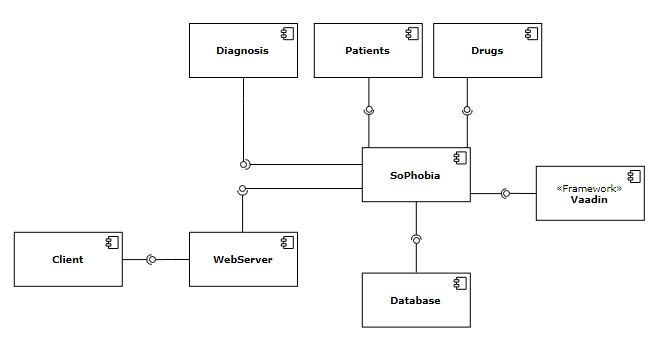 Diagnosis
Patients
Drugs
SoPhobia
«Framework»
Vaadin
Client
WebServer
Database